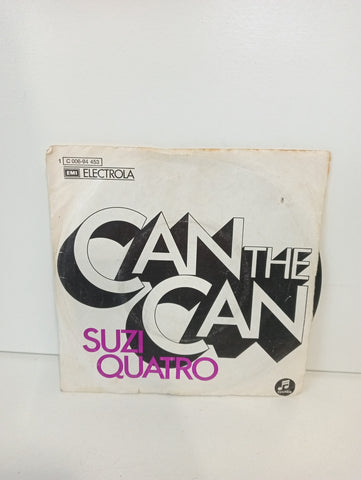 1 C 006-94 453
EMI ELECTROLA
CAN THE
CAN
SUZI
QUATRO